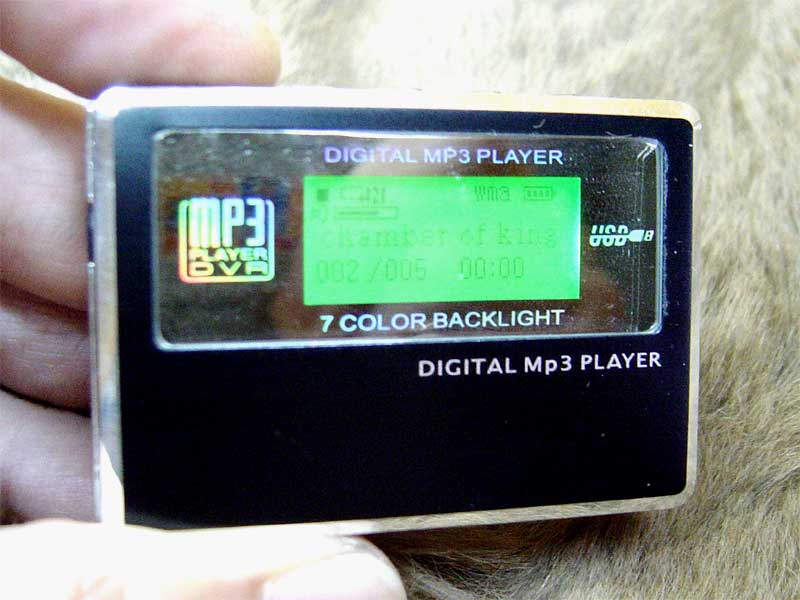 DIGITAL MP3 PLAYER
wma
chamber of king
002/005 00:00
MP3
PLAYER
DVR
USB
7 COLOR BACKLIGHT
DIGITAL Mp3 PLAYER